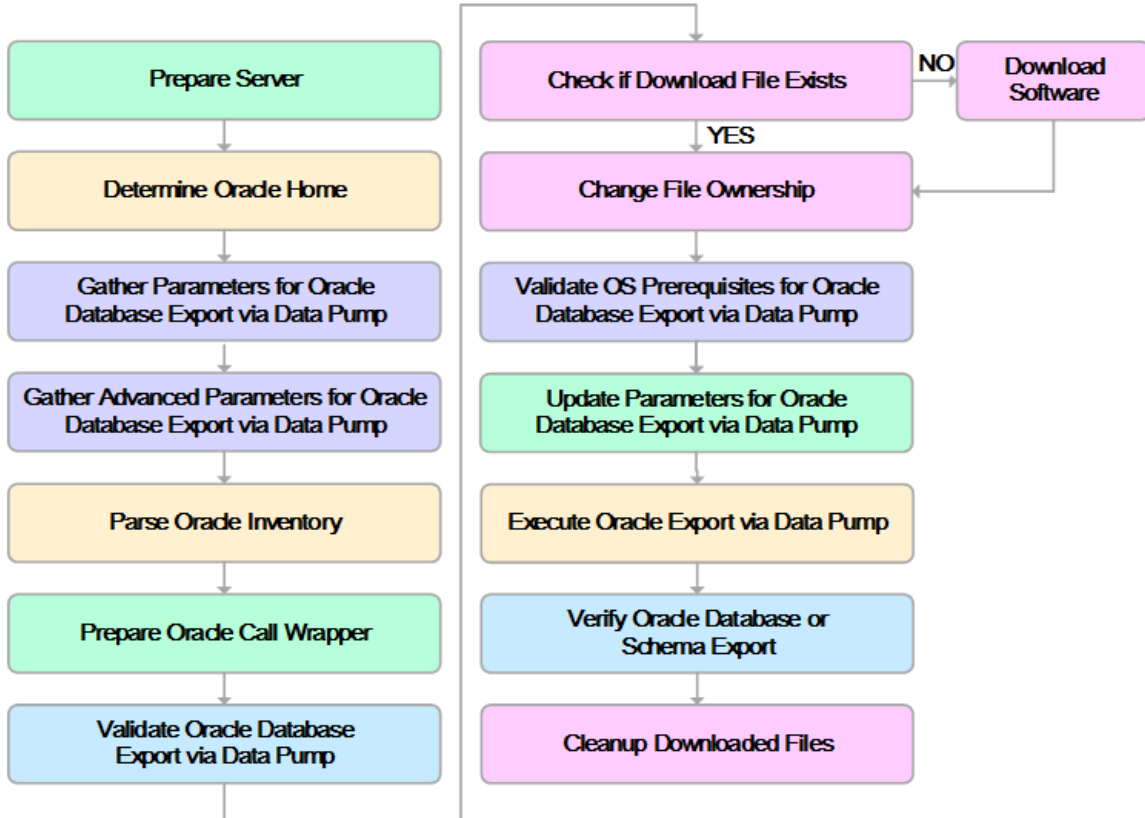 Prepare Server
Determine Oracle Home
Gather Parameters for Oracle
Database Export via Data Pump
Gather Advanced Parameters for Oracle
Database Export via Data Pump
Parse Oracle Inventory
Prepare Oracle Call Wrapper
Validate Oracle Database
Export via Data Pump
Check if Download File Exists
NO
Download
Software
YES
Change File Ownership
Validate OS Prerequisites for Oracle
Database Export via Data Pump
Update Parameters for Oracle
Database Export via Data Pump
Execute Oracle Export via Data Pump
Verify Oracle Database or
Schema Export
Cleanup Downloaded Files